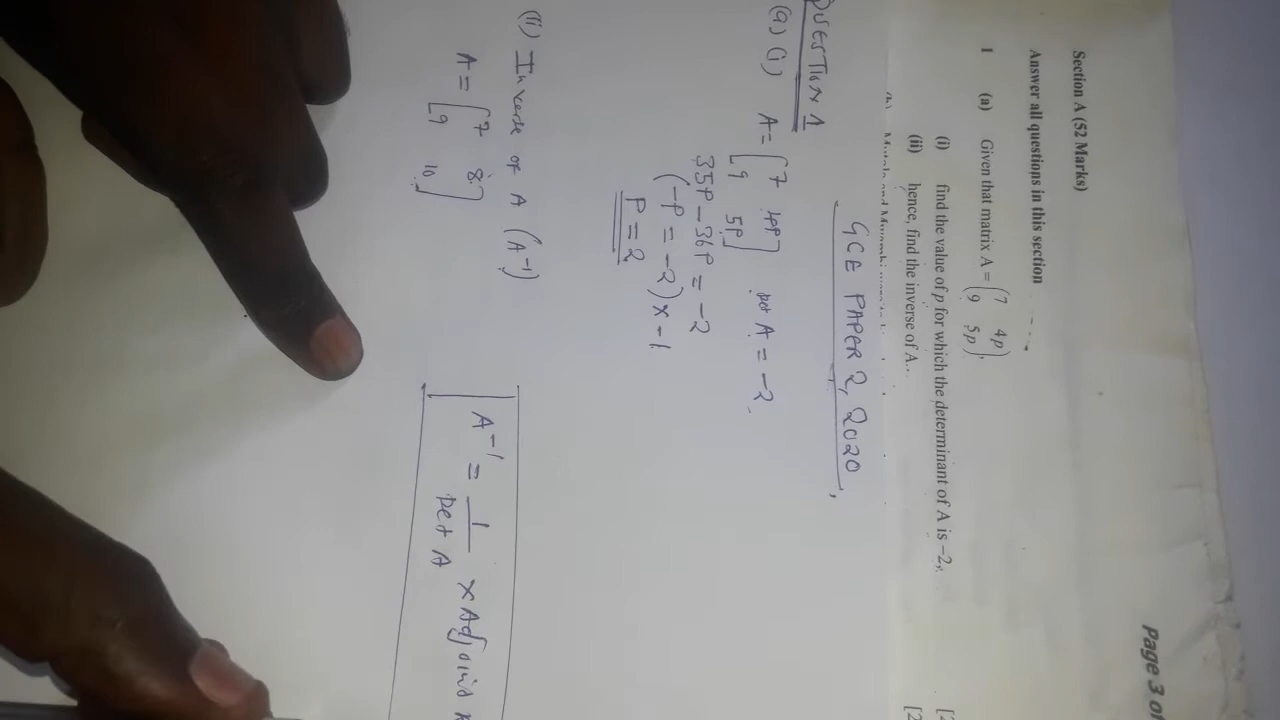 Page 3 o
Section A (52 Marks)
Answer all questions in this section
1 (a) Given that matrix A = (7 4p
9 5p),
(i) find the value of p for which the determinant of A is –2, [2
(ii) hence, find the inverse of A. [2
GCE PAPER 2, 2020,
QUESTION 1
(a) (i) A = [7 4P
9 5P] Det A = -2,
35P - 36P = -2
(-P = -2) x -1
P = 2
(ii) Inverse of A (A⁻¹)
A = [7 8
9 10]
A⁻¹ = 1
Det A × Adjoint